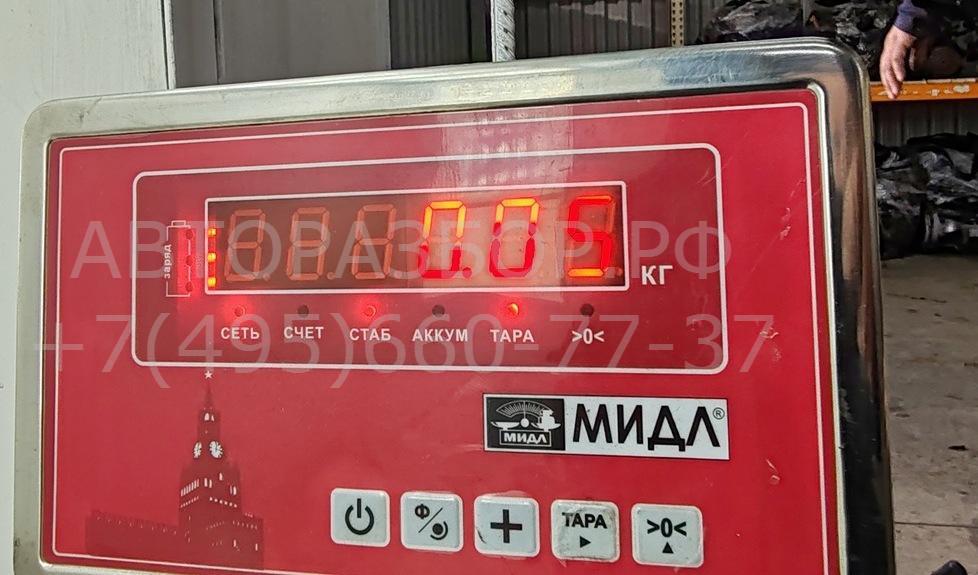 АВТОРАЗБОР.РФ
+7(495)660-77-37
заряд
0.05
КГ
СЕТЬ СЧЕТ СТАБ АККУМ ТАРА >0<
МИДЛ
МИДЛ®
Ф
ТАРА
>0<